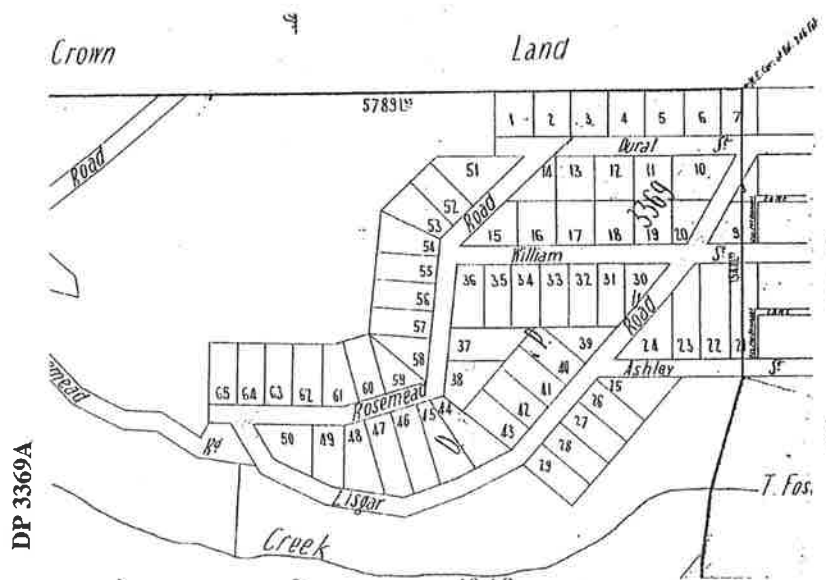 Crown Land
5789 Lks
1 2 3 4 5 6 7
Dural St
Road
51
14 13 12 11 10
52
Road
3369
53
15 16 17 18 19 20 9
54
William St
55
36 35 34 33 32 31 30
56
57
Road
37 39
58
24 23 22 21
Ashley St
65 64 63 62 61 60 59
38 40
Rosemead
41 25
42 26
50 49 48 47 46 45 44
43 27
Rd
28
29
Lisgar
T. Fos
Creek
DP 3369A